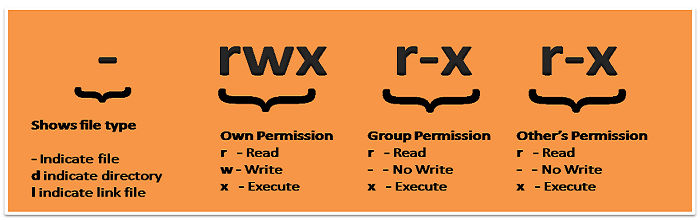 - rwx r-x r-x
Shows file type
- Indicate file
d indicate directory
l indicate link file
Own Permission
r - Read
w - Write
x - Execute
Group Permission
r - Read
- - No Write
x - Execute
Other's Permission
r - Read
- - No Write
x - Execute